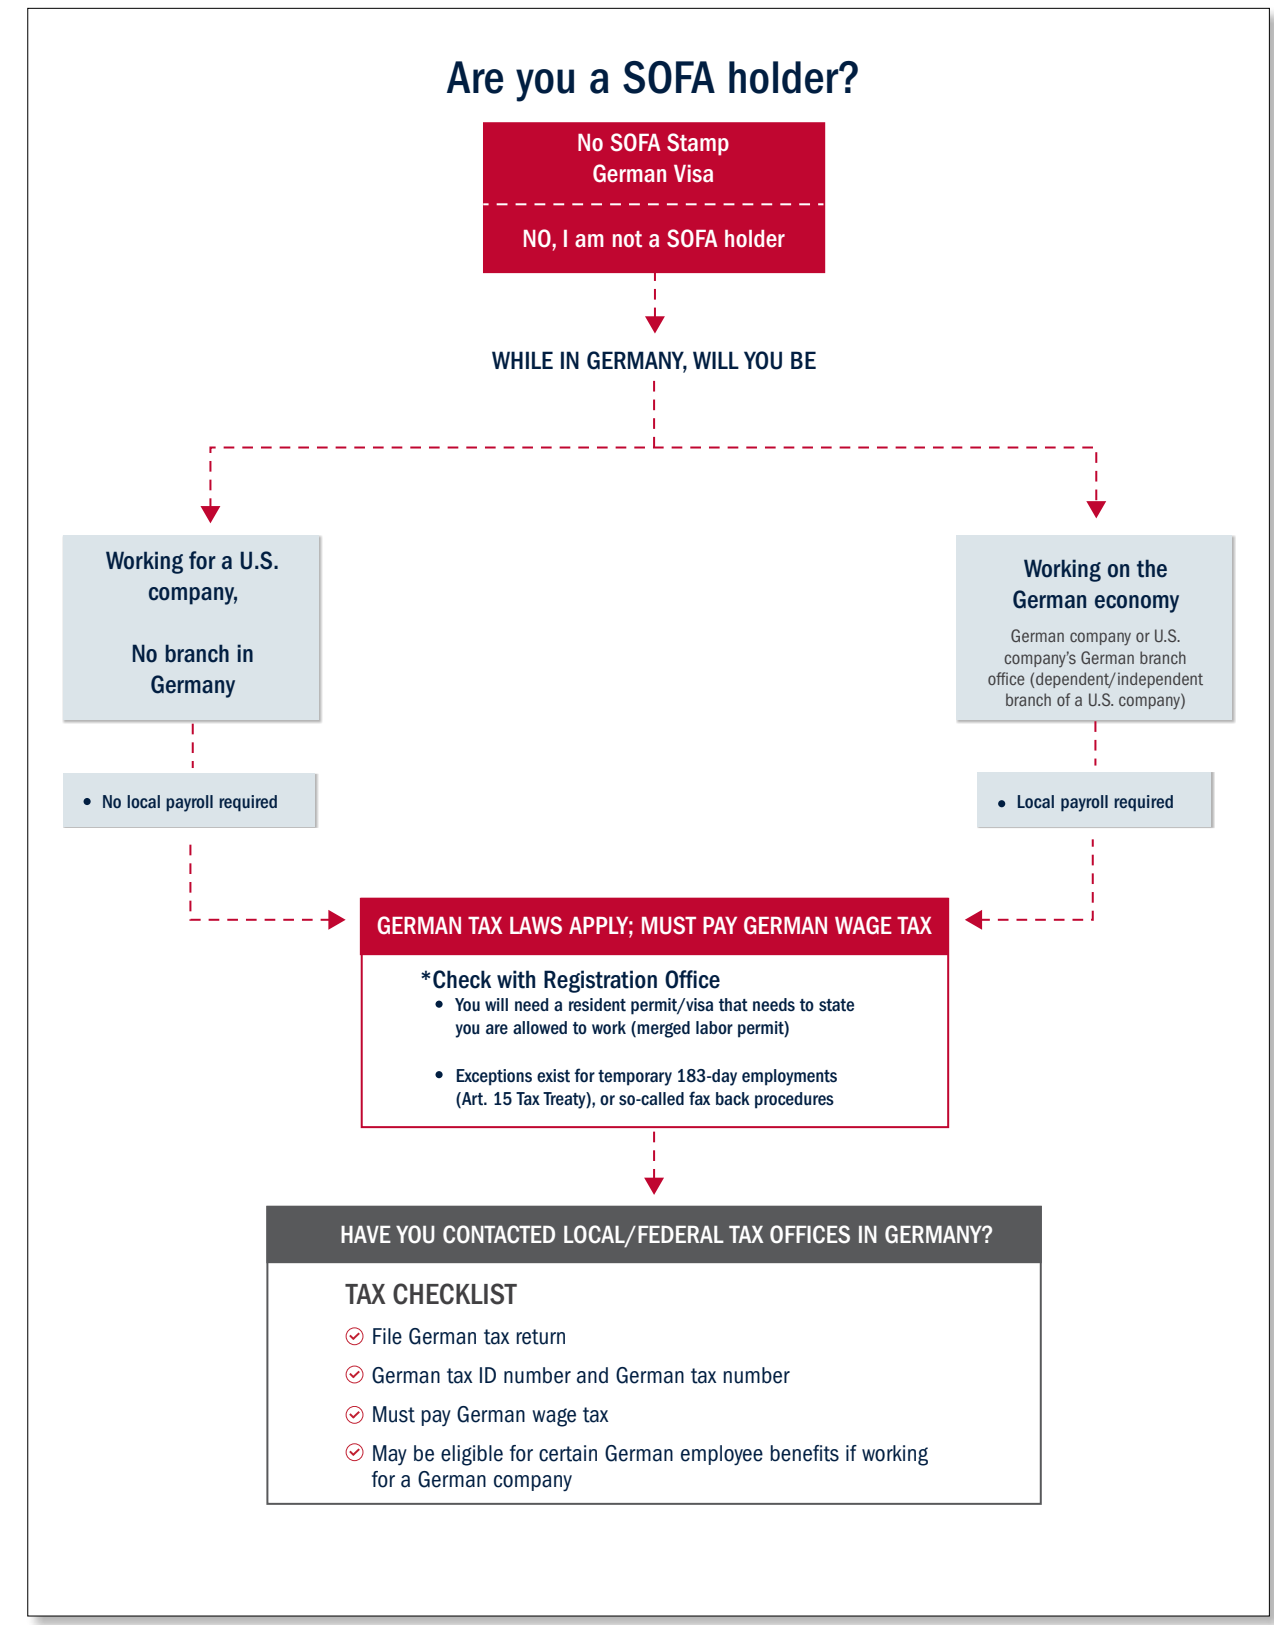 Are you a SOFA holder?
No SOFA Stamp
German Visa
NO, I am not a SOFA holder
WHILE IN GERMANY, WILL YOU BE
Working for a U.S.
company,
No branch in
Germany
Working on the
German economy
German company or U.S.
company's German branch
office (dependent/independent
branch of a U.S. company)
• No local payroll required
• Local payroll required
GERMAN TAX LAWS APPLY; MUST PAY GERMAN WAGE TAX
*Check with Registration Office
• You will need a resident permit/visa that needs to state
you are allowed to work (merged labor permit)
• Exceptions exist for temporary 183-day employments
(Art. 15 Tax Treaty), or so-called fax back procedures
HAVE YOU CONTACTED LOCAL/FEDERAL TAX OFFICES IN GERMANY?
TAX CHECKLIST
File German tax return
German tax ID number and German tax number
Must pay German wage tax
May be eligible for certain German employee benefits if working
for a German company